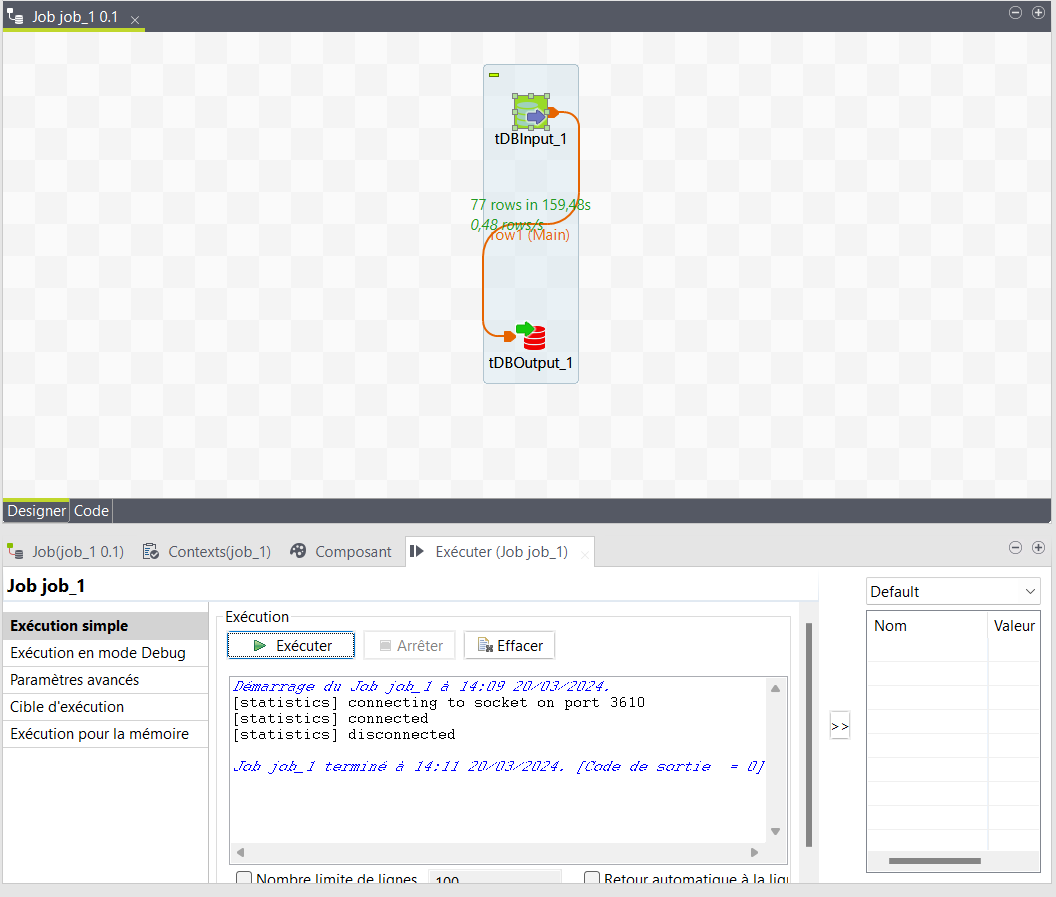 Job job_1 0.1
tDBInput_1
77 rows in 159,48s
0,48 rows/s
row1 (Main)
tDBOutput_1
Designer
Code
Job(job_1 0.1)
Contexts(job_1)
Composant
Exécuter (Job job_1)
Job job_1
Default
Exécution simple
Exécution en mode Debug
Paramètres avancés
Cible d'exécution
Exécution pour la mémoire
Exécution
Exécuter
Arrêter
Effacer
Démarrage du Job job_1 à 14:09 20/03/2024.
[statistics] connecting to socket on port 3610
[statistics] connected
[statistics] disconnected
Job job_1 terminé à 14:11 20/03/2024. [Code de sortie  = 0]
Nombre limite de lignes
100
Retour automatique à la lign
>>
Nom
Valeur